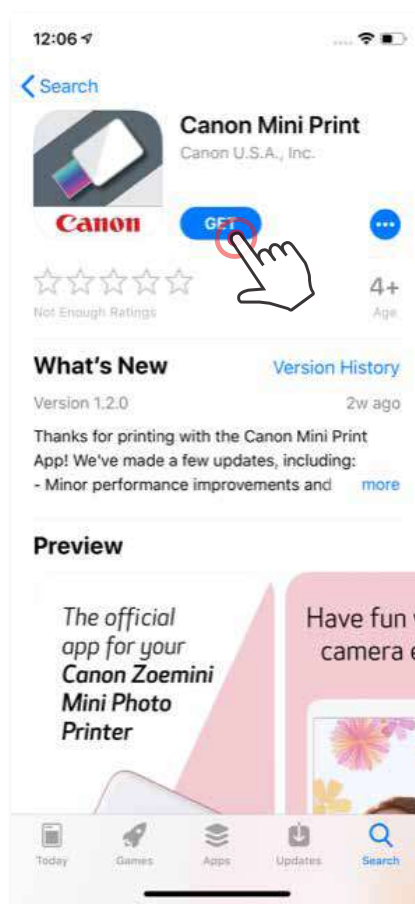 12:06
Search
Canon Mini Print
Canon U.S.A., Inc.
Canon
GET
4+
Not Enough Ratings
Age
What's New
Version History
Version 1.2.0
2w ago
Thanks for printing with the Canon Mini Print
App! We've made a few updates, including:
- Minor performance improvements and
more
Preview
The official
app for your
Canon Zoemini
Mini Photo
Printer
Have fun
camera e
Today
Games
Apps
Updates
Search